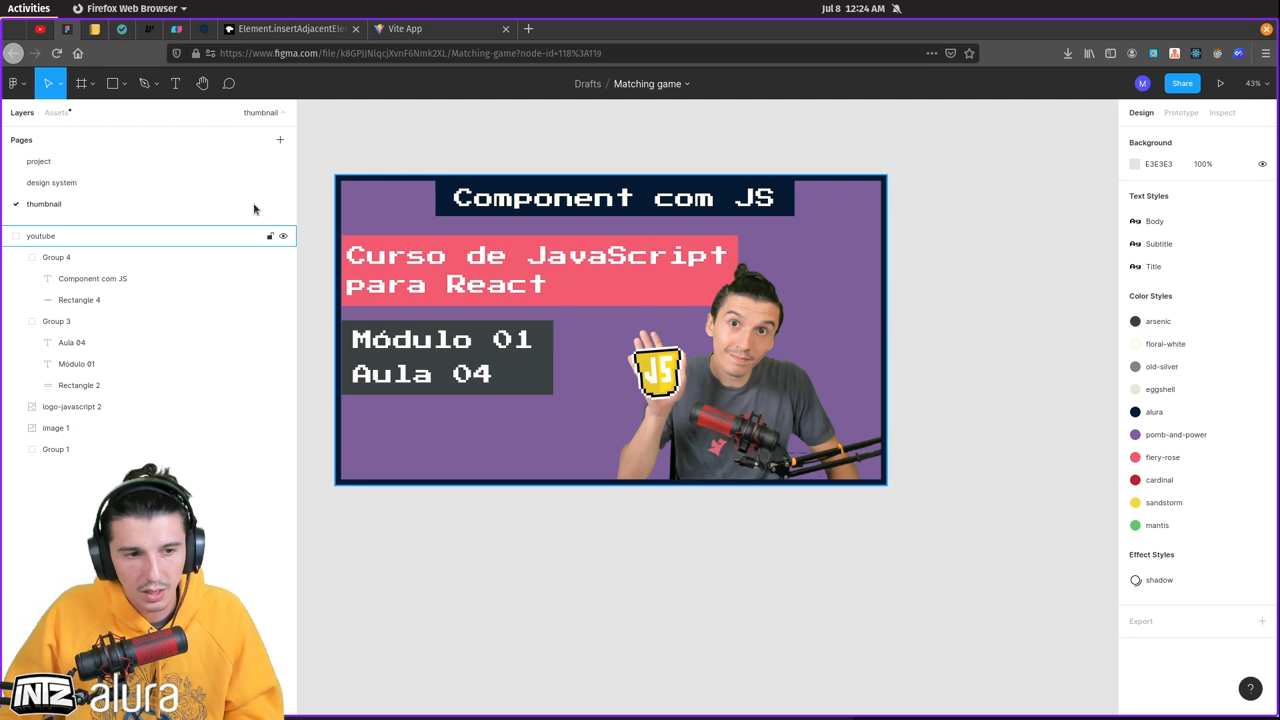 Activities
Firefox Web Browser
Jul 8 12:24 AM
Element.insertAdjacentEle
Vite App
https://www.figma.com/file/k8GPJJNlqcjXvnF6Nmk2XL/Matching-game?node-id=118%3A119
Drafts / Matching game
M
Share
43%
Layers
Assets
thumbnail
Design
Prototype
Inspect
Pages
project
design system
thumbnail
youtube
Group 4
Component com JS
Rectangle 4
Group 3
Aula 04
Módulo 01
Rectangle 2
logo-javascript 2
image 1
Group 1
Component com JS
Curso de JavaScript
para React
Módulo 01
Aula 04
JS
Background
E3E3E3 100%
Text Styles
Ag Body
Ag Subtitle
Ag Title
Color Styles
arsenic
floral-white
old-silver
eggshell
alura
pomb-and-power
fiery-rose
cardinal
sandstorm
mantis
Effect Styles
shadow
Export
?
INTZ alura